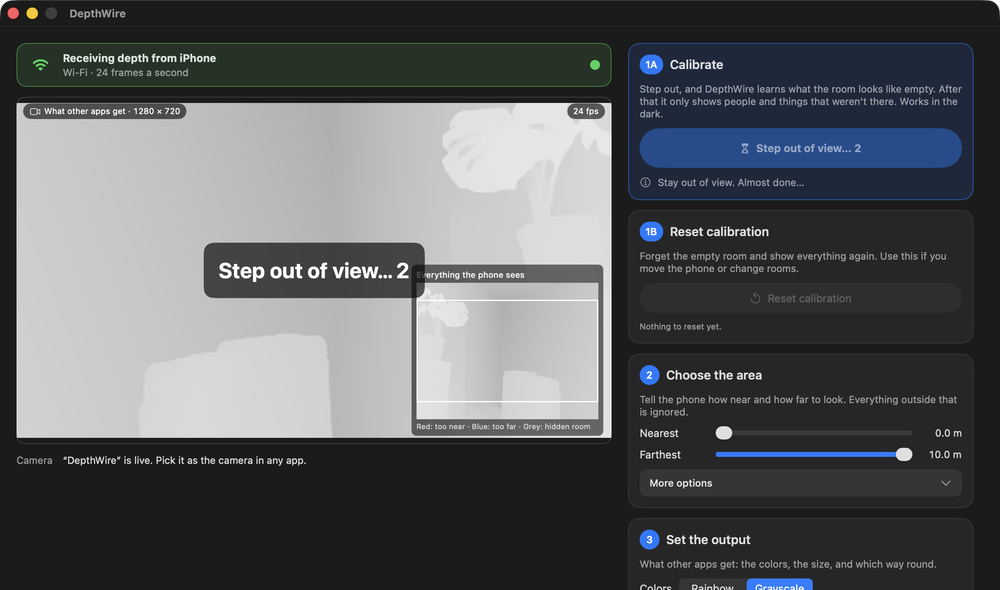 DepthWire
Receiving depth from iPhone
Wi-Fi · 24 frames a second
What other apps get · 1280 × 720
24 fps
Step out of view... 2
Everything the phone sees
Red: too near · Blue: too far · Grey: hidden room
Camera “DepthWire” is live. Pick it as the camera in any app.
1A Calibrate
Step out, and DepthWire learns what the room looks like empty. After
that it only shows people and things that weren't there. Works in the
dark.
Step out of view... 2
Stay out of view. Almost done...
1B Reset calibration
Forget the empty room and show everything again. Use this if you
move the phone or change rooms.
Reset calibration
Nothing to reset yet.
2 Choose the area
Tell the phone how near and how far to look. Everything outside that
is ignored.
Nearest 0.0 m
Farthest 10.0 m
More options
3 Set the output
What other apps get: the colors, the size, and which way round.
Colors Rainbow Grayscale